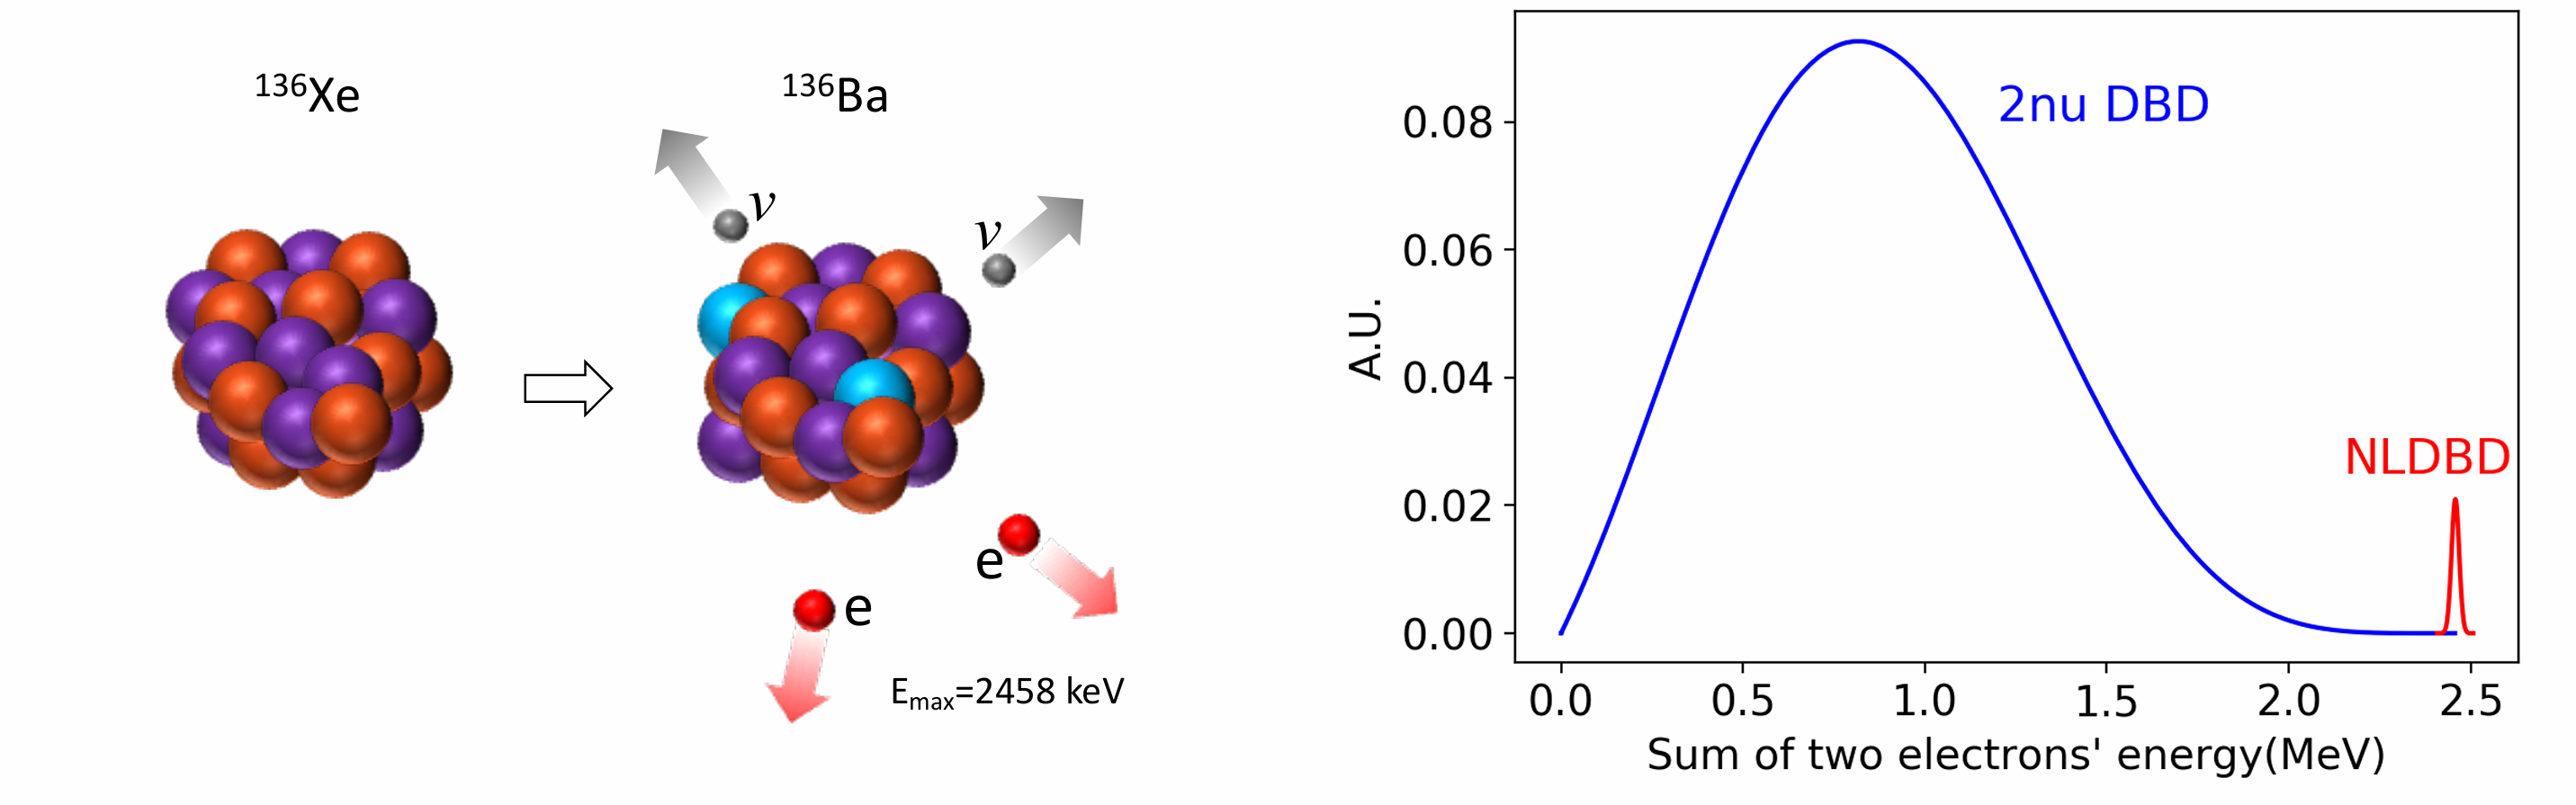 ¹³⁶Xe
¹³⁶Ba
ν
ν
e
e
Eₘₐₓ=2458 keV
2nu DBD
NLDBD
A.U.
0.08
0.06
0.04
0.02
0.00
0.0 0.5 1.0 1.5 2.0 2.5
Sum of two electrons' energy(MeV)